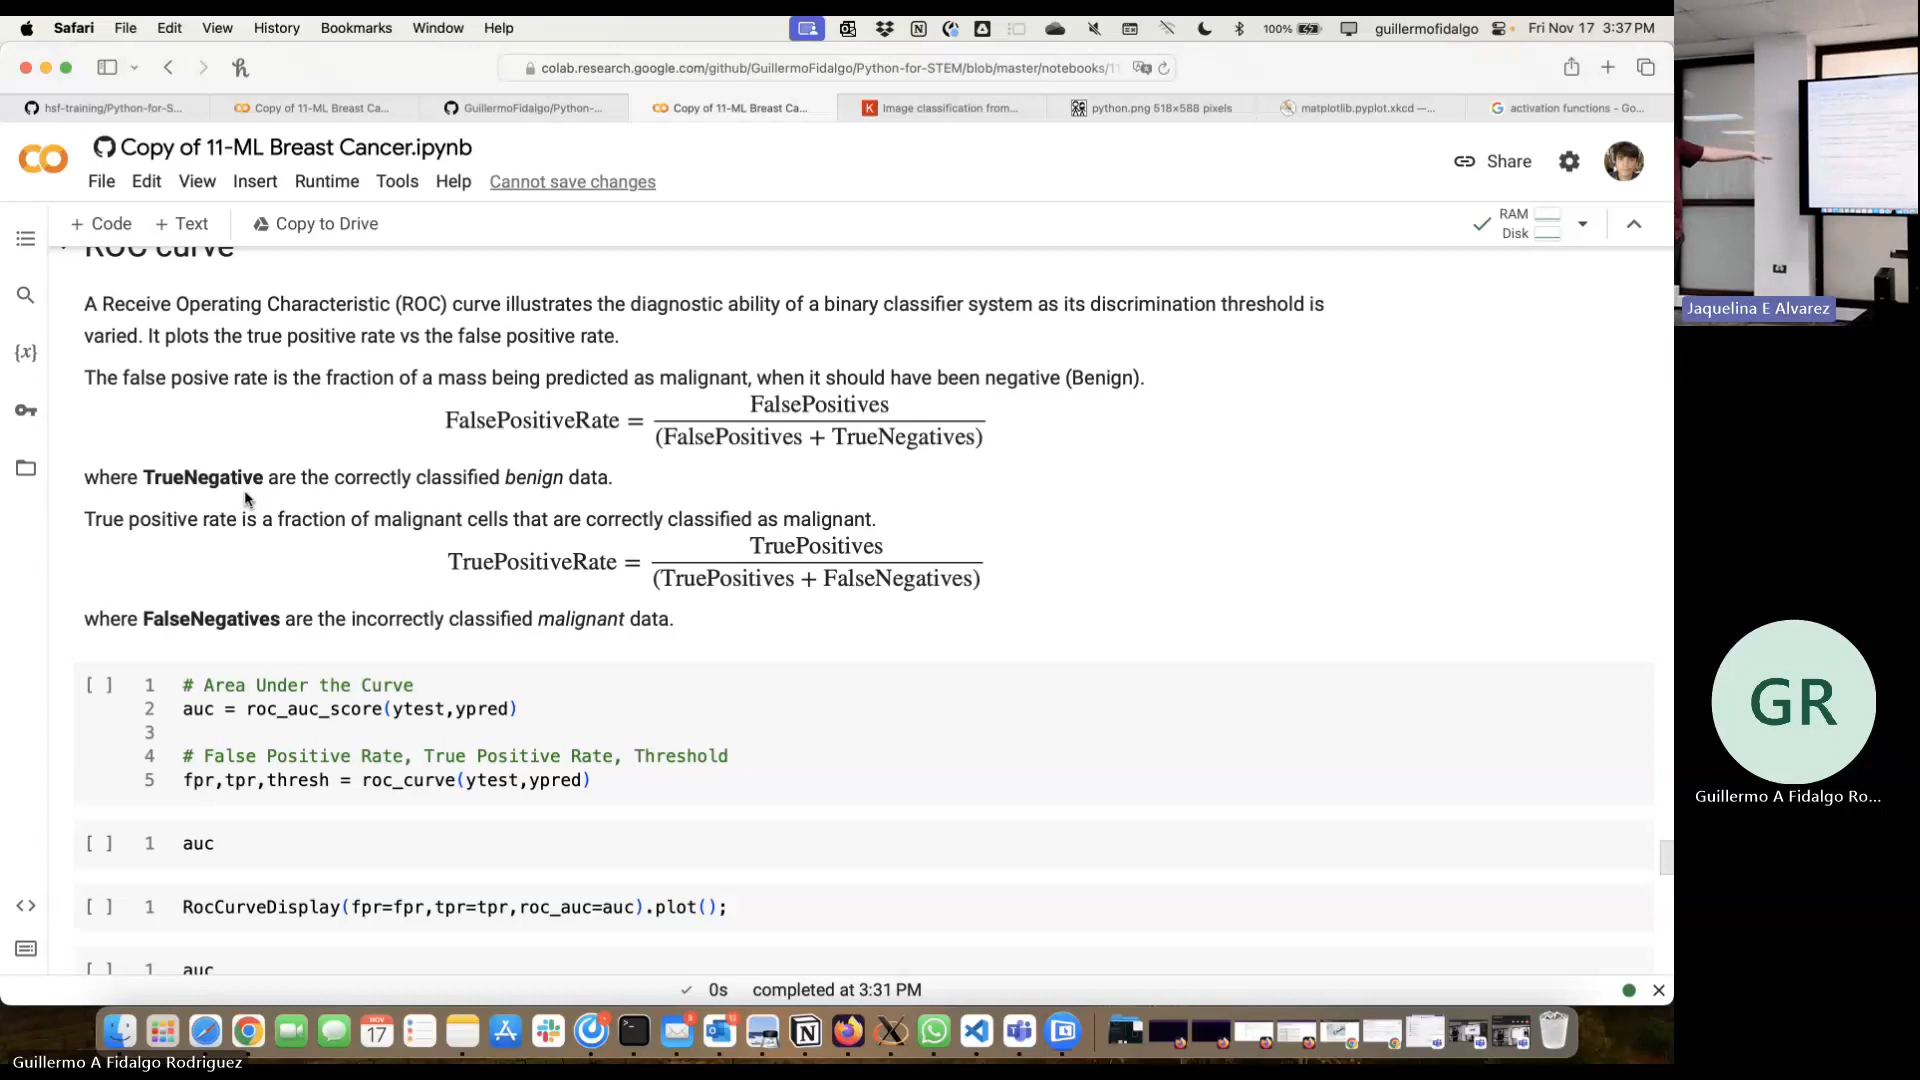 Safari File Edit View History Bookmarks Window Help 100% guillermofidalgo Fri Nov 17 3:37 PM
colab.research.google.com/github/GuillermoFidalgo/Python-for-STEM/blob/master/notebooks/11
hsf-training/Python-for-S... Copy of 11-ML Breast Ca... GuillermoFidalgo/Python-... Copy of 11-ML Breast Ca... Image classification from... python.png 518×588 pixels matplotlib.pyplot.xkcd —... activation functions - Go...
Copy of 11-ML Breast Cancer.ipynb
Share
File Edit View Insert Runtime Tools Help Cannot save changes
+ Code + Text Copy to Drive
RAM
Disk
ROC curve
A Receive Operating Characteristic (ROC) curve illustrates the diagnostic ability of a binary classifier system as its discrimination threshold is
varied. It plots the true positive rate vs the false positive rate.
The false posive rate is the fraction of a mass being predicted as malignant, when it should have been negative (Benign).
FalsePositiveRate = FalsePositives
(FalsePositives + TrueNegatives)
where TrueNegative are the correctly classified benign data.
True positive rate is a fraction of malignant cells that are correctly classified as malignant.
TruePositiveRate = TruePositives
(TruePositives + FalseNegatives)
where FalseNegatives are the incorrectly classified malignant data.
[ ] 1 # Area Under the Curve
2 auc = roc_auc_score(ytest,ypred)
3
4 # False Positive Rate, True Positive Rate, Threshold
5 fpr,tpr,thresh = roc_curve(ytest,ypred)
[ ] 1 auc
[ ] 1 RocCurveDisplay(fpr=fpr,tpr=tpr,roc_auc=auc).plot();
[ ] 1 auc
0s completed at 3:31 PM
Guillermo A Fidalgo Rodriguez
Jaquelina E Alvarez
GR
Guillermo A Fidalgo Ro...
NOV
17